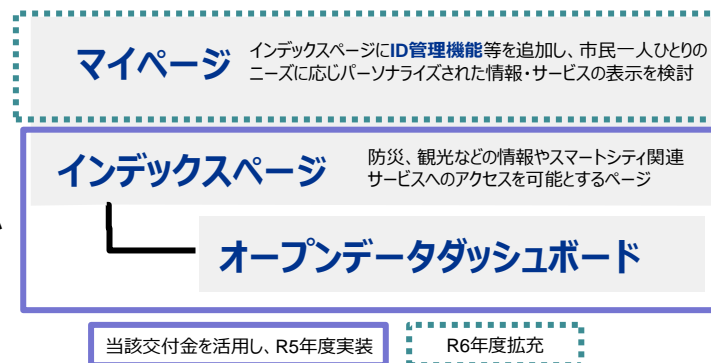 マイページ
インデックスページにID管理機能等を追加し、市民一人ひとりの
ニーズに応じパーソナライズされた情報・サービスの表示を検討
インデックスページ
防災、観光などの情報やスマートシティ関連
サービスへのアクセスを可能とするページ
オープンデータダッシュボード
当該交付金を活用し、R5年度実装
R6年度拡充